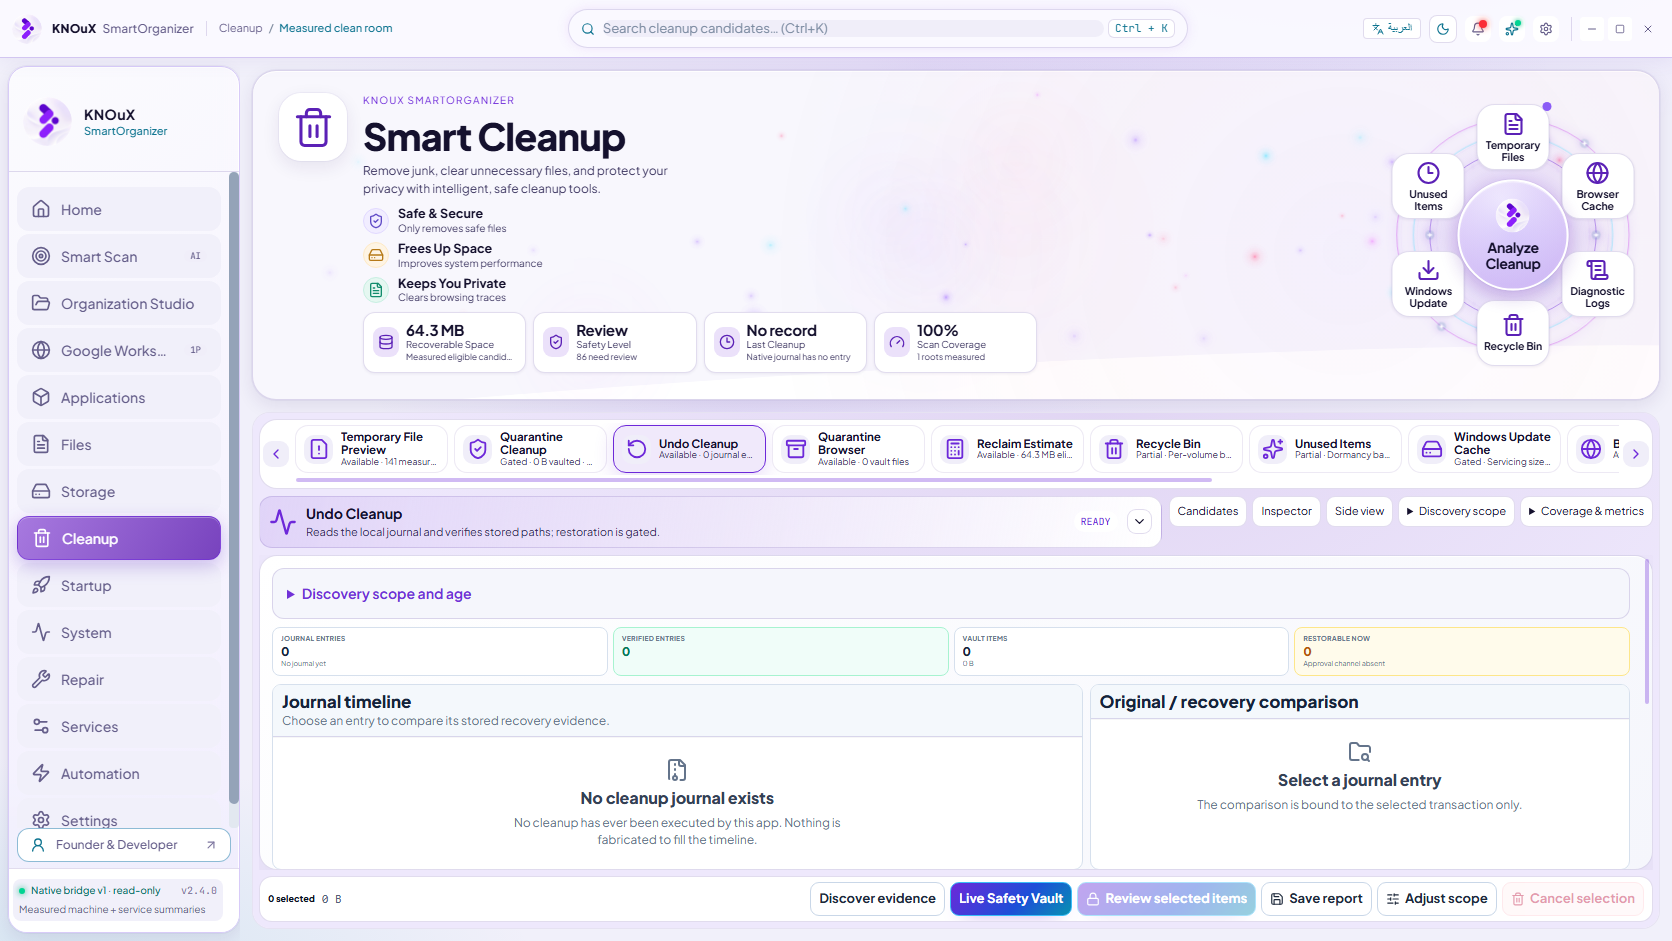 KNOuX SmartOrganizer
Cleanup / Measured clean room
Search cleanup candidates... (Ctrl+K)
Ctrl + K
العربية
KNOuX
SmartOrganizer
Home
Smart Scan AI
Organization Studio
Google Works... 1P
Applications
Files
Storage
Cleanup
Startup
System
Repair
Services
Automation
Settings
Founder & Developer
Native bridge v1 · read-only v2.4.0
Measured machine + service summaries
KNOUX SMARTORGANIZER
Smart Cleanup
Remove junk, clear unnecessary files, and protect your
privacy with intelligent, safe cleanup tools.
Safe & Secure
Only removes safe files
Frees Up Space
Improves system performance
Keeps You Private
Clears browsing traces
64.3 MB
Recoverable Space
Measured eligible candid...
Review
Safety Level
86 need review
No record
Last Cleanup
Native journal has no entry
100%
Scan Coverage
1 roots measured
Temporary
Files
Unused
Items
Browser
Cache
Analyze
Cleanup
Windows
Update
Diagnostic
Logs
Recycle Bin
Temporary File
Preview
Available · 141 measur...
Quarantine
Cleanup
Gated · 0 B vaulted · ...
Undo Cleanup
Available · 0 journal e...
Quarantine
Browser
Available · 0 vault files
Reclaim Estimate
Available · 64.3 MB eli...
Recycle Bin
Partial · Per-volume b...
Unused Items
Partial · Dormancy ba...
Windows Update
Cache
Gated · Servicing size...
Undo Cleanup
Reads the local journal and verifies stored paths; restoration is gated.
READY
Candidates
Inspector
Side view
Discovery scope
Coverage & metrics
Discovery scope and age
JOURNAL ENTRIES
0
No journal yet
VERIFIED ENTRIES
0
VAULT ITEMS
0
0 B
RESTORABLE NOW
0
Approval channel absent
Journal timeline
Choose an entry to compare its stored recovery evidence.
No cleanup journal exists
No cleanup has ever been executed by this app. Nothing is
fabricated to fill the timeline.
Original / recovery comparison
Select a journal entry
The comparison is bound to the selected transaction only.
0 selected 0 B
Discover evidence
Live Safety Vault
Review selected items
Save report
Adjust scope
Cancel selection